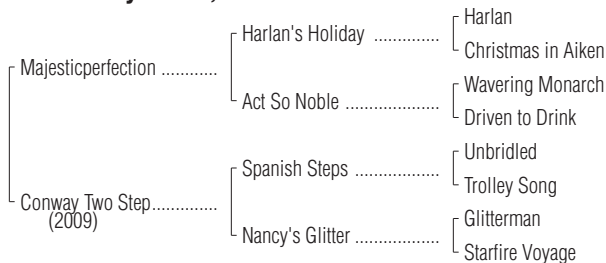 Harlan
Harlan's Holiday ..............
Christmas in Aiken
Majesticperfection ............
Wavering Monarch
Act So Noble ....................
Driven to Drink
Unbridled
Spanish Steps ..................
Trolley Song
Conway Two Step..............
(2009)
Glitterman
Nancy's Glitter ...................
Starfire Voyage